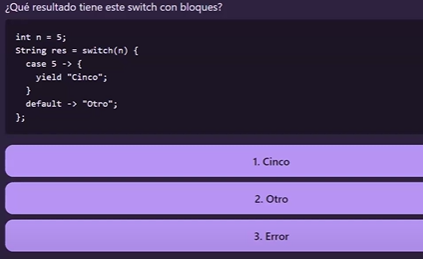 ¿Qué resultado tiene este switch con bloques?
int n = 5;
String res = switch(n) {
  case 5 -> {
    yield "Cinco";
  }
  default -> "Otro";
};
1. Cinco
2. Otro
3. Error